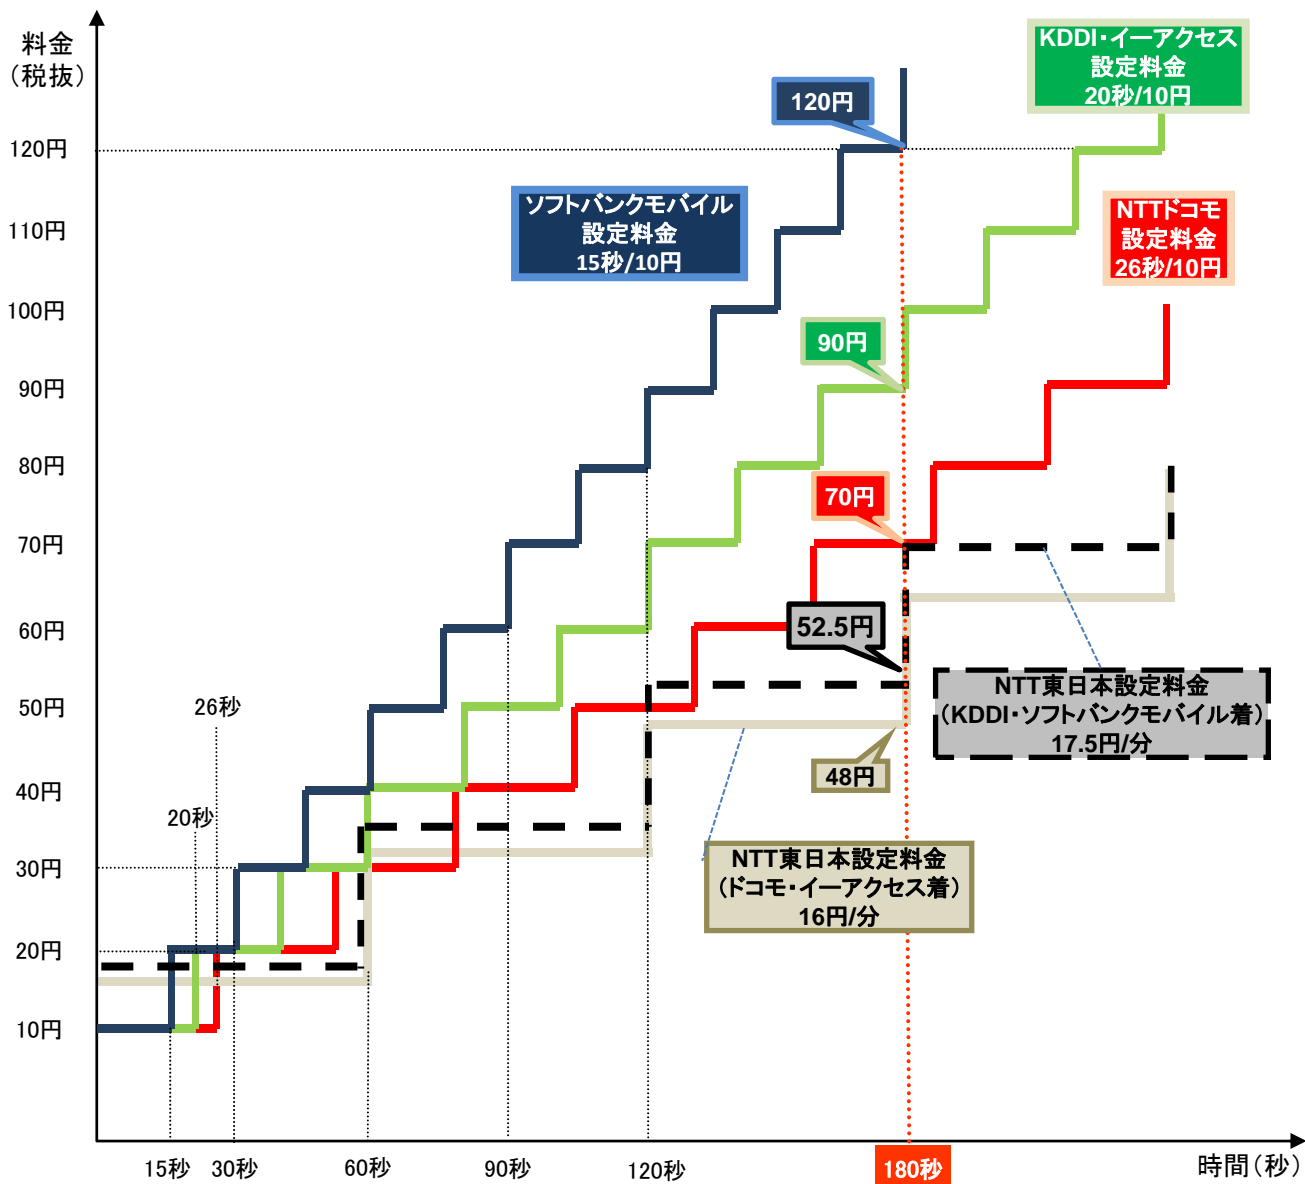 料金
（税抜）
120円
110円
100円
90円
80円
70円
60円
50円
40円
30円
20円
10円
KDDI・イーアクセス
設定料金
20秒/10円
120円
ソフトバンクモバイル
設定料金
15秒/10円
NTTドコモ
設定料金
26秒/10円
90円
70円
52.5円
48円
NTT東日本設定料金
（KDDI・ソフトバンクモバイル着）
17.5円/分
NTT東日本設定料金
（ドコモ・イーアクセス着）
16円/分
26秒
20秒
15秒
30秒
60秒
90秒
120秒
180秒
時間（秒）